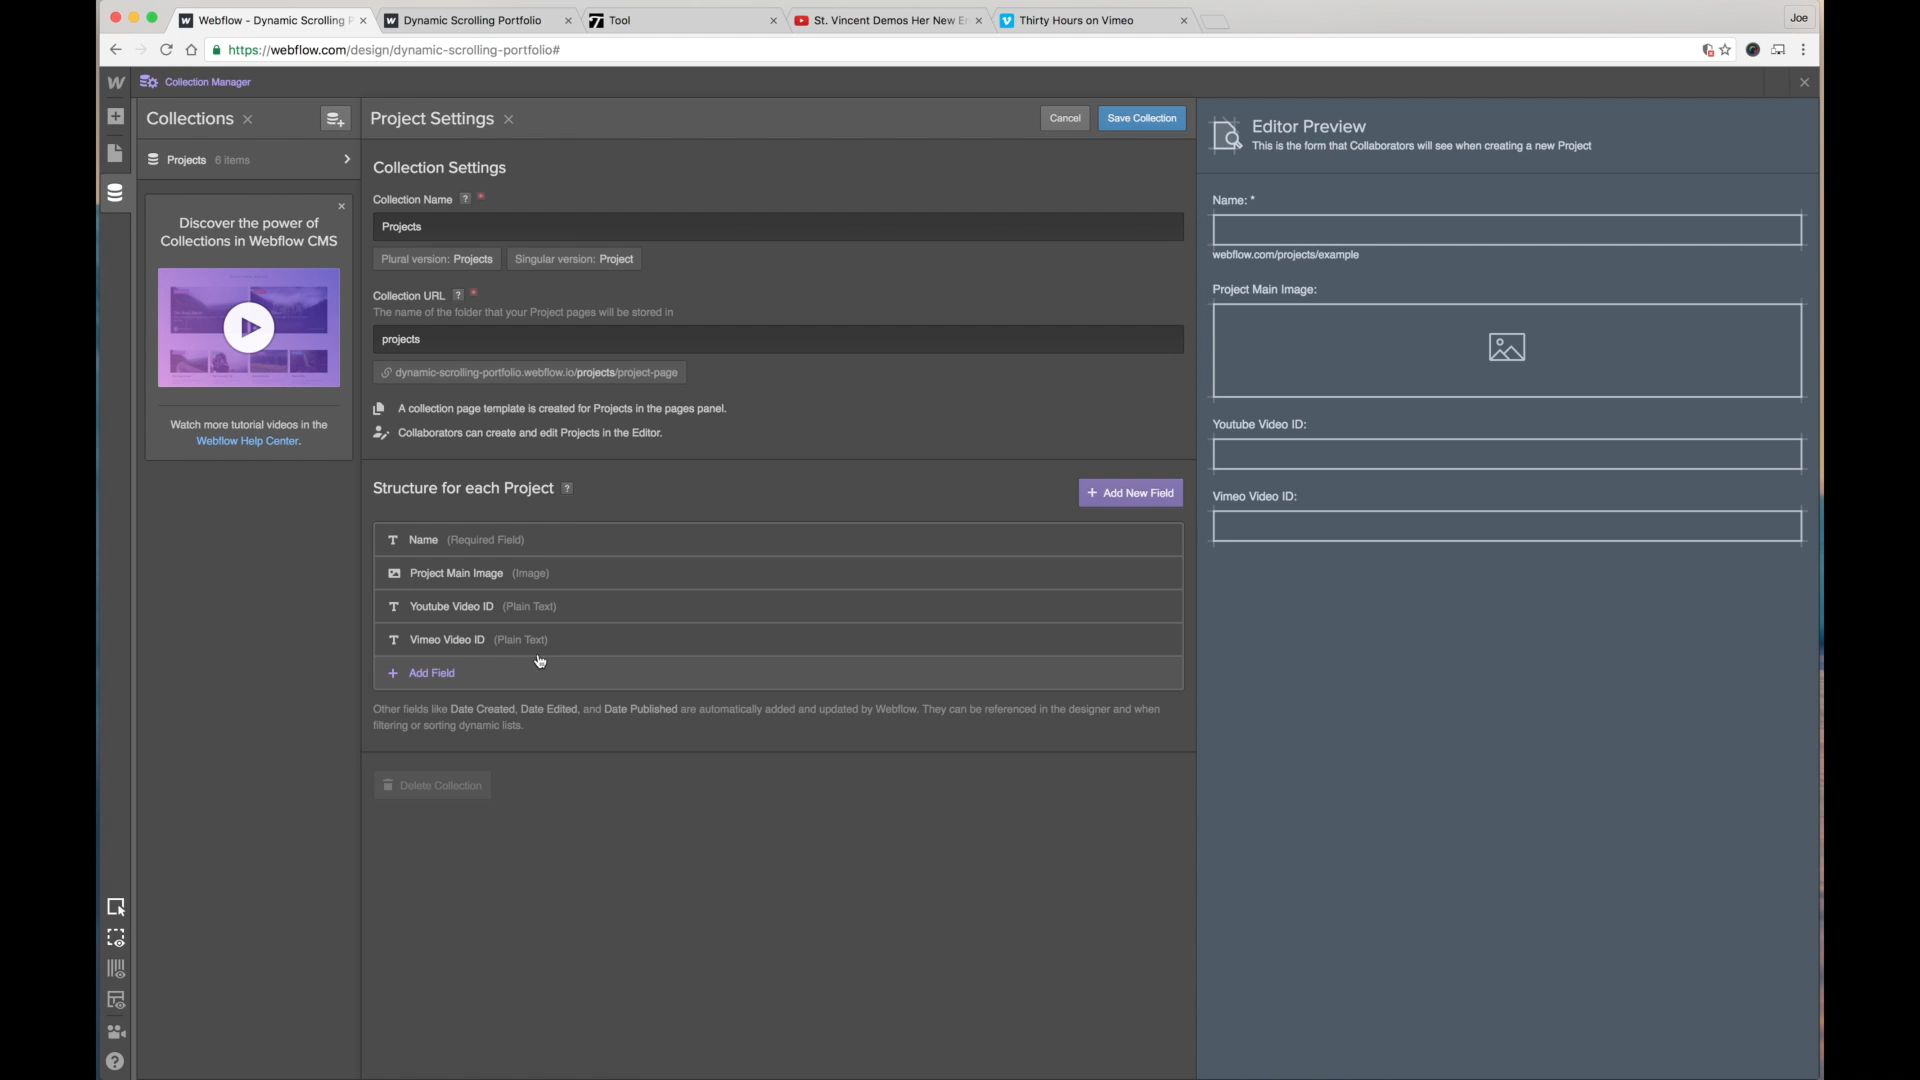 Webflow - Dynamic Scrolling P
Dynamic Scrolling Portfolio
Tool
St. Vincent Demos Her New Er
Thirty Hours on Vimeo
Joe
https://webflow.com/design/dynamic-scrolling-portfolio#
Collection Manager
Collections
Projects 6 items
Discover the power of
Collections in Webflow CMS
Watch more tutorial videos in the
Webflow Help Center.
Project Settings
Cancel
Save Collection
Collection Settings
Collection Name ? *
Projects
Plural version: Projects
Singular version: Project
Collection URL ? *
The name of the folder that your Project pages will be stored in
projects
dynamic-scrolling-portfolio.webflow.io/projects/project-page
A collection page template is created for Projects in the pages panel.
Collaborators can create and edit Projects in the Editor.
Structure for each Project ?
+ Add New Field
T Name (Required Field)
Project Main Image (Image)
T Youtube Video ID (Plain Text)
T Vimeo Video ID (Plain Text)
+ Add Field
Other fields like Date Created, Date Edited, and Date Published are automatically added and updated by Webflow. They can be referenced in the designer and when
filtering or sorting dynamic lists.
Delete Collection
Editor Preview
This is the form that Collaborators will see when creating a new Project
Name: *
webflow.com/projects/example
Project Main Image:
Youtube Video ID:
Vimeo Video ID: